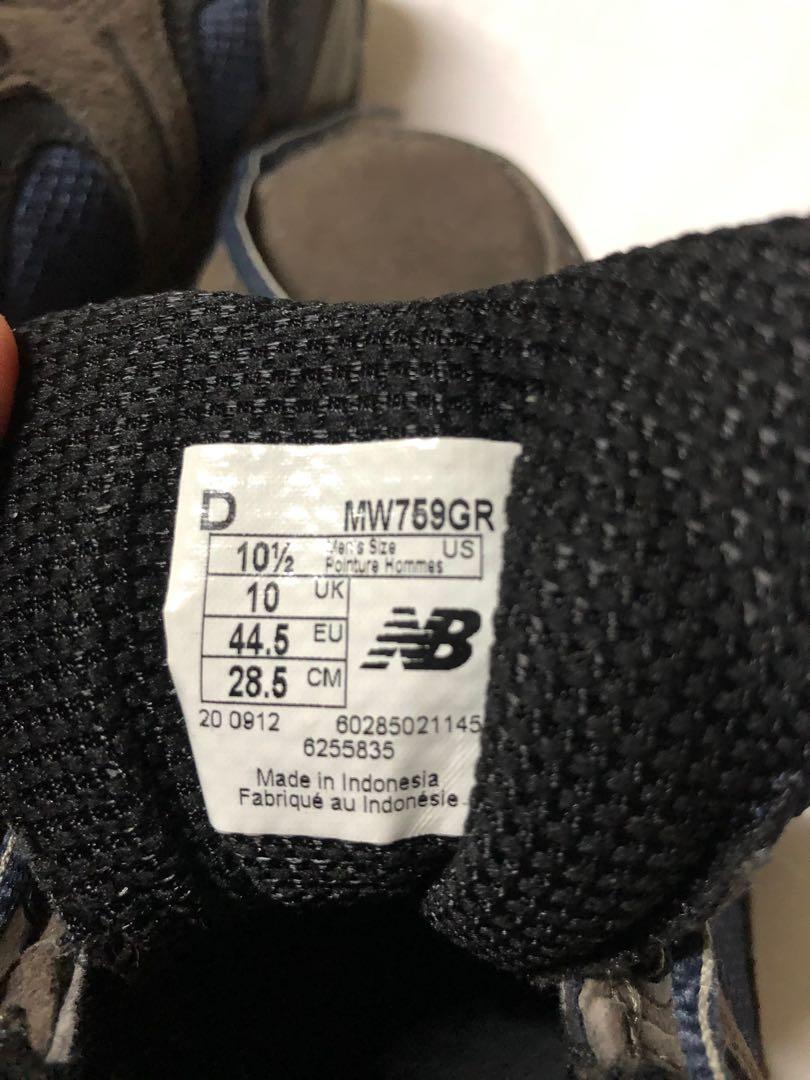 D MW759GR
10½ Men's Size US
Pointure Hommes
10 UK
44.5 EU
NB
28.5 CM
20 0912 60285021145
6255835
Made in Indonesia
Fabriqué au Indonésie